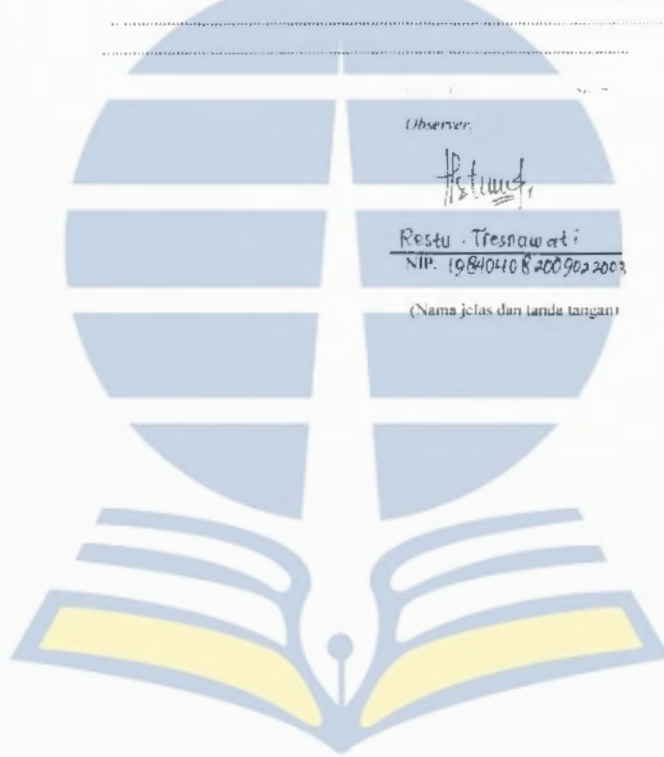 Observer,
Restu Tresnawati
NIP. 198404082009022003
(Nama jelas dan tanda tangan)